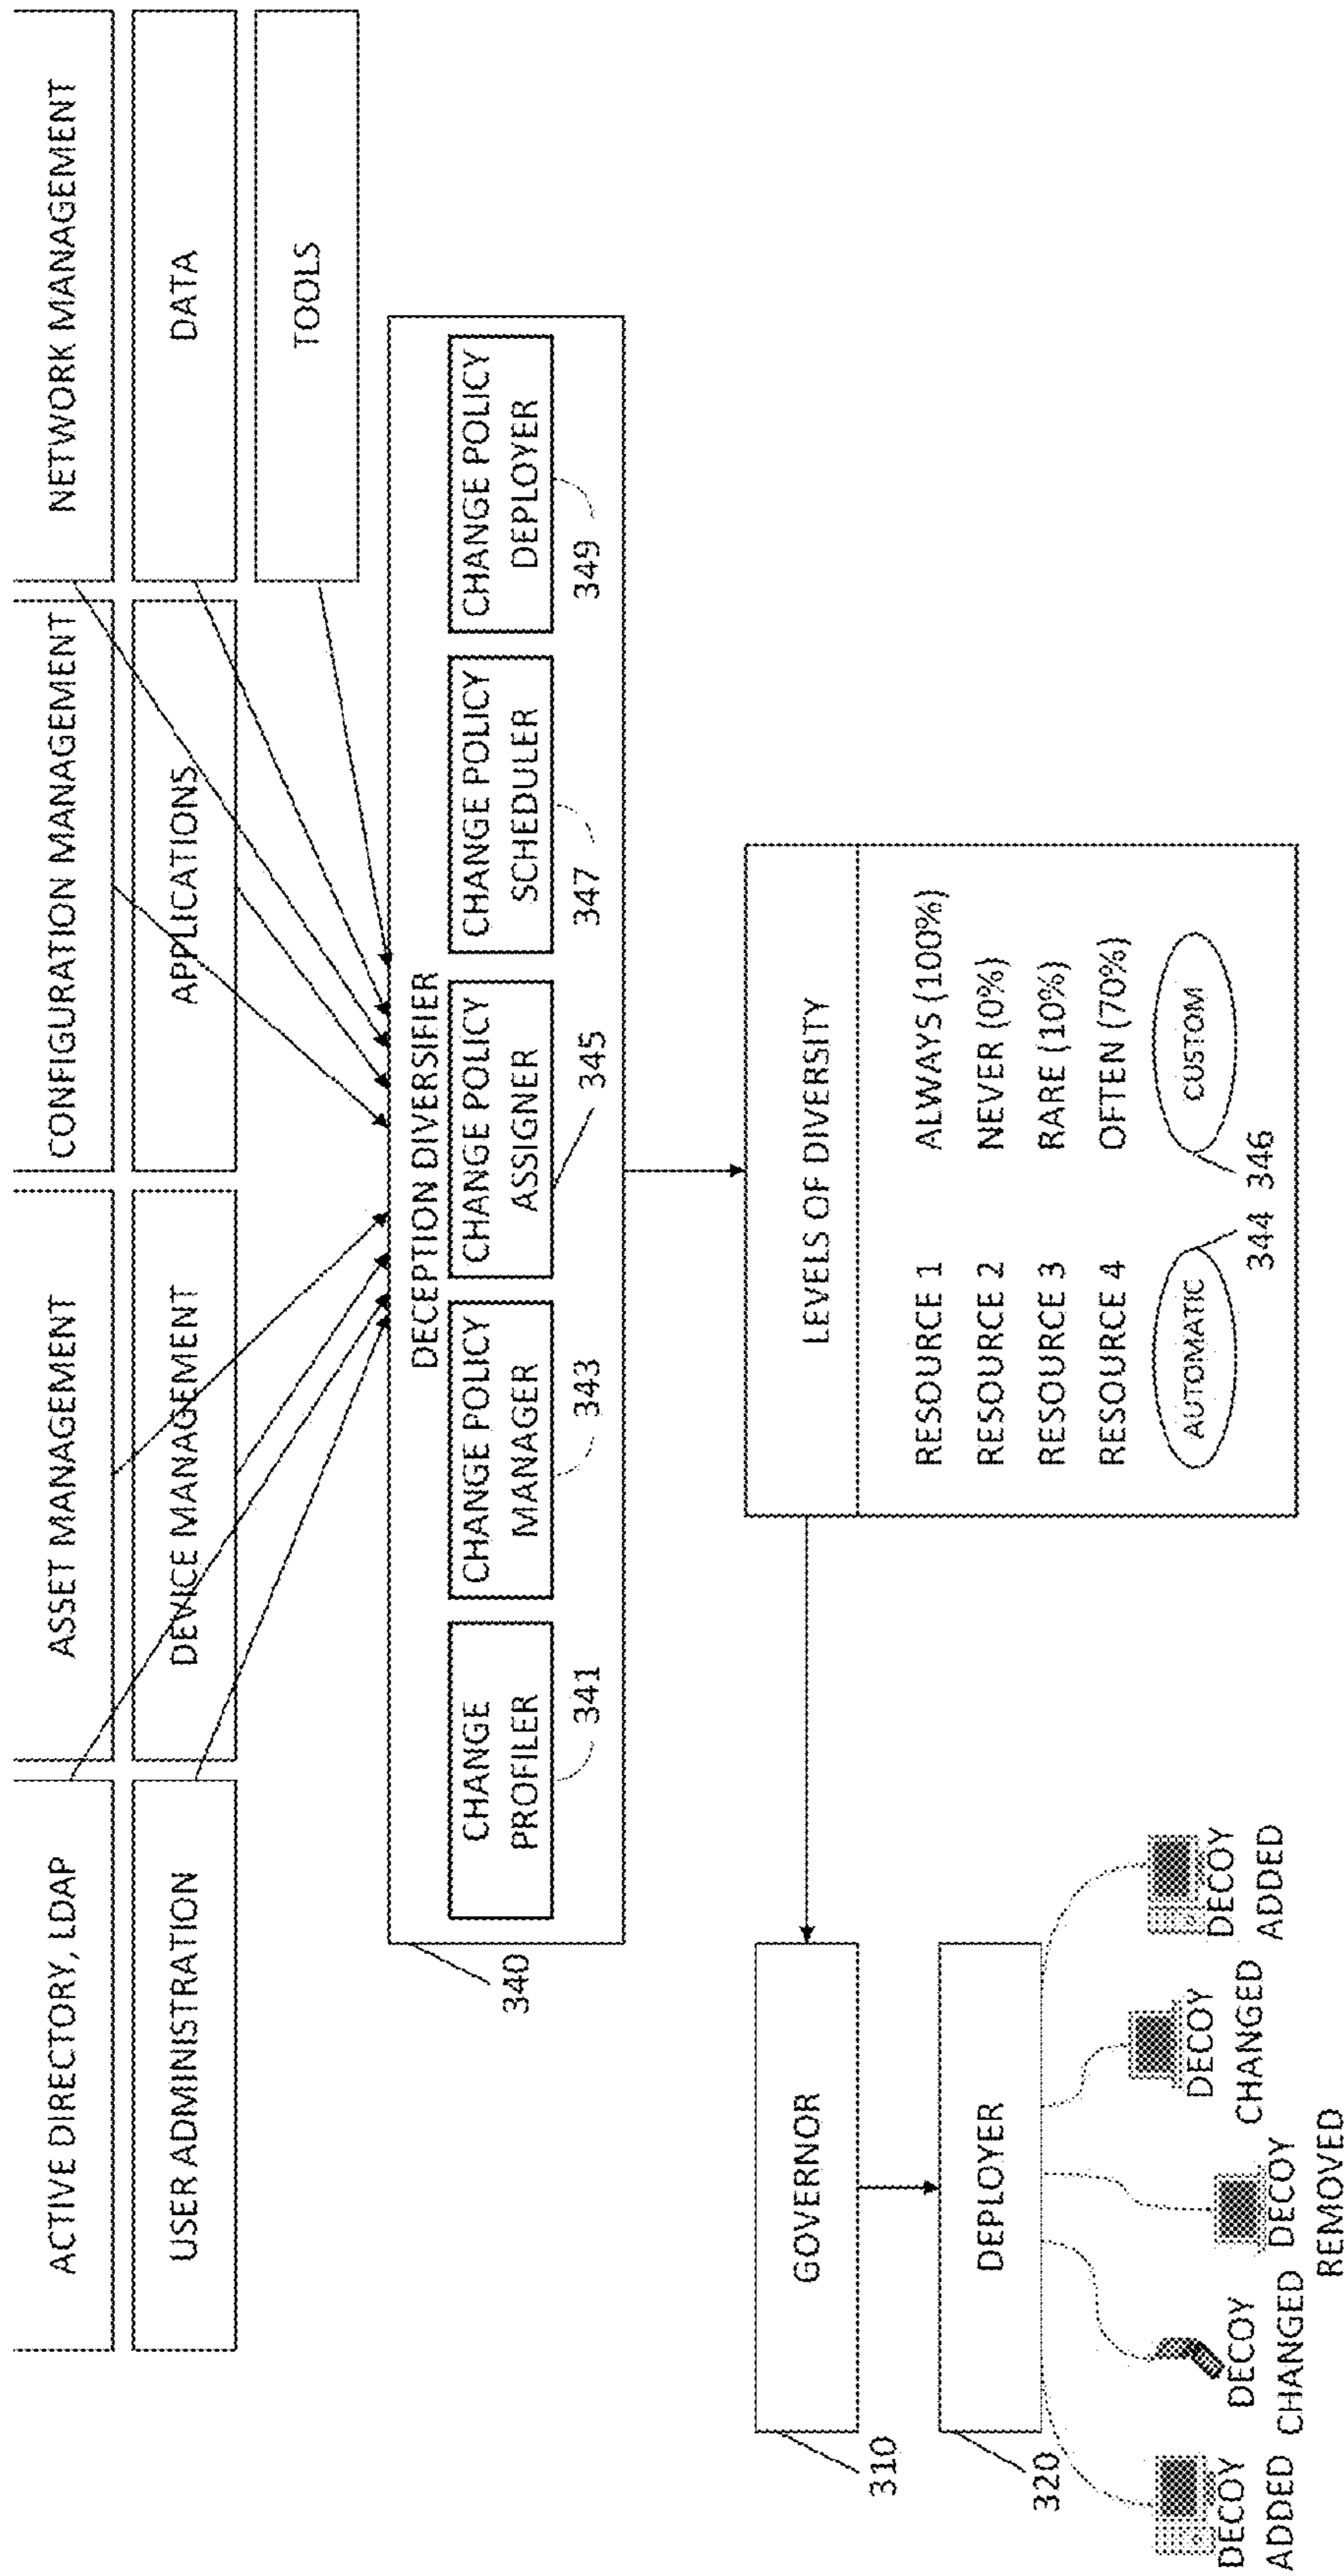 ACTIVE DIRECTORY, LDAP
ASSET MANAGEMENT
CONFIGURATION MANAGEMENT
NETWORK MANAGEMENT
USER ADMINISTRATION
DEVICE MANAGEMENT
APPLICATIONS
DATA
TOOLS
340
DECEPTION DIVERSIFIER
CHANGE
PROFILER
341
CHANGE POLICY
MANAGER
343
CHANGE POLICY
ASSIGNER
345
CHANGE POLICY
SCHEDULER
347
CHANGE POLICY
DEPLOYER
349
LEVELS OF DIVERSITY
RESOURCE 1 ALWAYS (100%)
RESOURCE 2 NEVER (0%)
RESOURCE 3 RARE (10%)
RESOURCE 4 OFTEN (70%)
AUTOMATIC
CUSTOM
344
346
GOVERNOR
310
DEPLOYER
320
DECOY
ADDED
DECOY
CHANGED
DECOY
REMOVED
DECOY
CHANGED
DECOY
ADDED